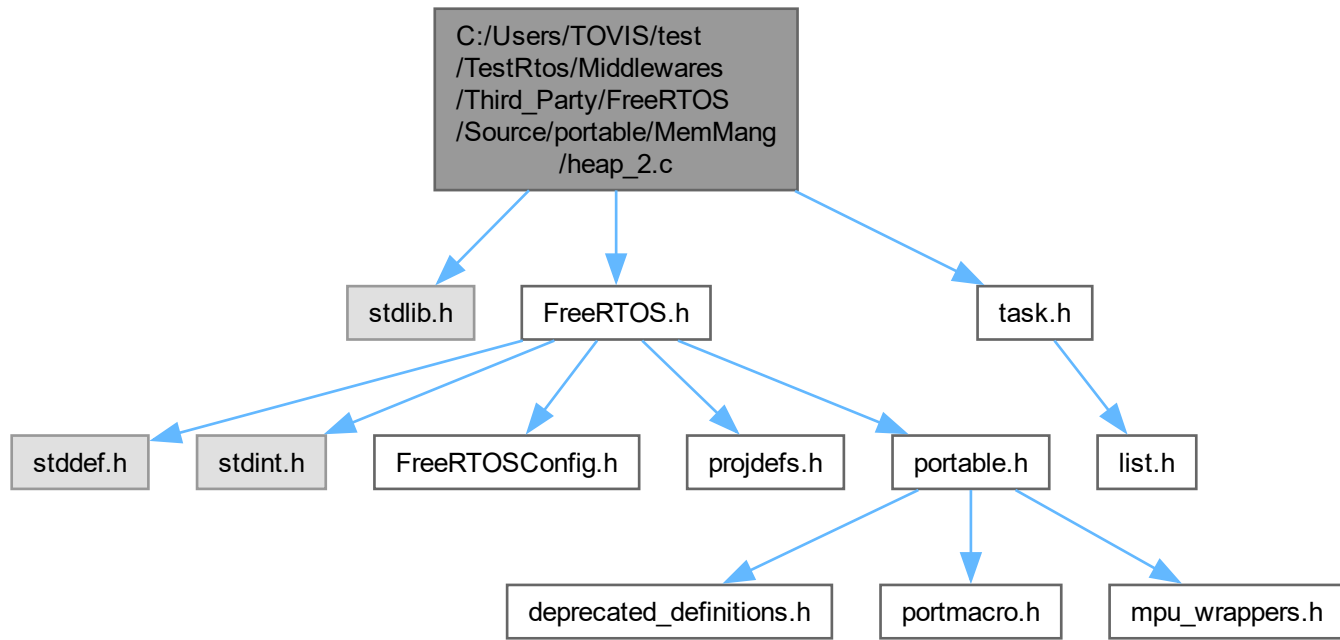 C:/Users/TOVIS/test
/TestRtos/Middlewares
/Third_Party/FreeRTOS
/Source/portable/MemMang
/heap_2.c
stdlib.h
FreeRTOS.h
task.h
stddef.h
stdint.h
FreeRTOSConfig.h
projdefs.h
portable.h
list.h
deprecated_definitions.h
portmacro.h
mpu_wrappers.h